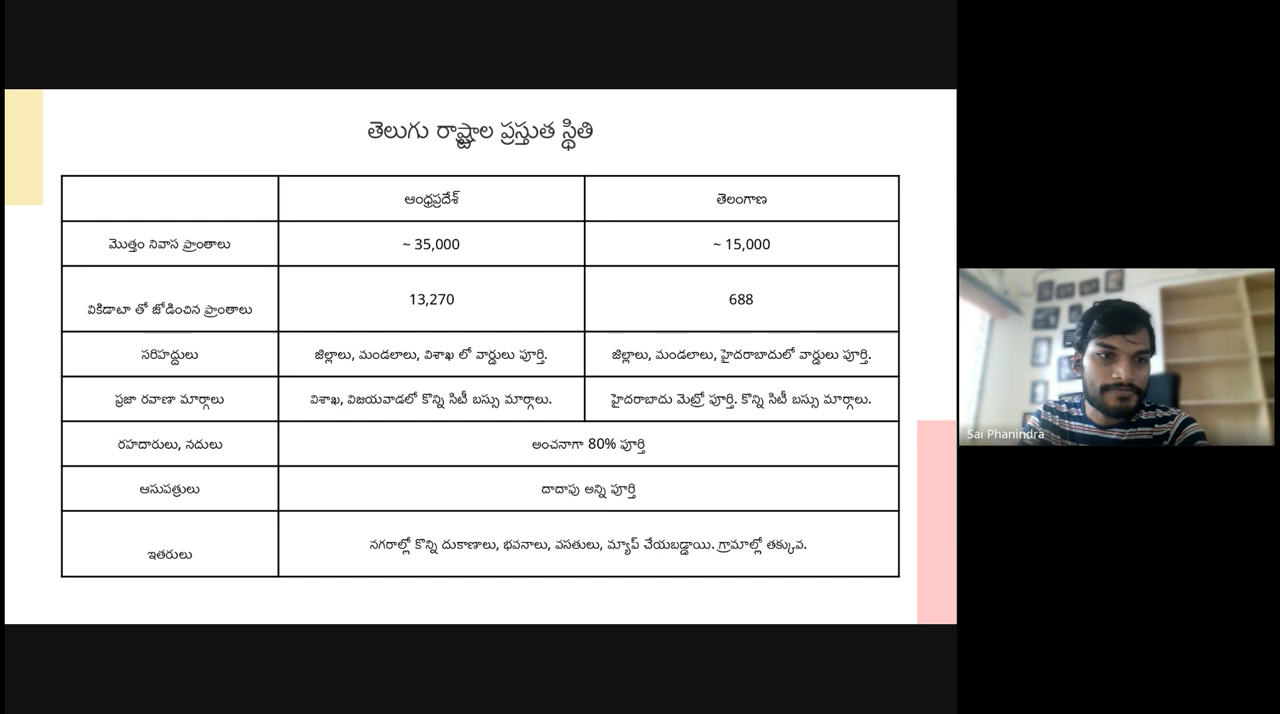 తెలుగు రాష్ట్రాల ప్రస్తుత స్థితి
ఆంధ్రప్రదేశ్ తెలంగాణ
మొత్తం నివాస ప్రాంతాలు ~ 35,000 ~ 15,000
వికిడాటా తో జోడించిన ప్రాంతాలు 13,270 688
సరిహద్దులు జిల్లాలు, మండలాలు, విశాఖ లో వార్డులు పూర్తి. జిల్లాలు, మండలాలు, హైదరాబాదులో వార్డులు పూర్తి.
ప్రజా రవాణా మార్గాలు విశాఖ, విజయవాడలో కొన్ని సిటీ బస్సు మార్గాలు. హైదరాబాదు మెట్రో పూర్తి. కొన్ని సిటీ బస్సు మార్గాలు.
రహదారులు, నదులు అంచనాగా 80% పూర్తి
ఆసుపత్రులు దాదాపు అన్ని పూర్తి
ఇతరులు నగరాల్లో కొన్ని దుకాణాలు, భవనాలు, వసతులు, మ్యాప్ చేయబడ్డాయి. గ్రామాల్లో తక్కువ.
Sai Phanindra